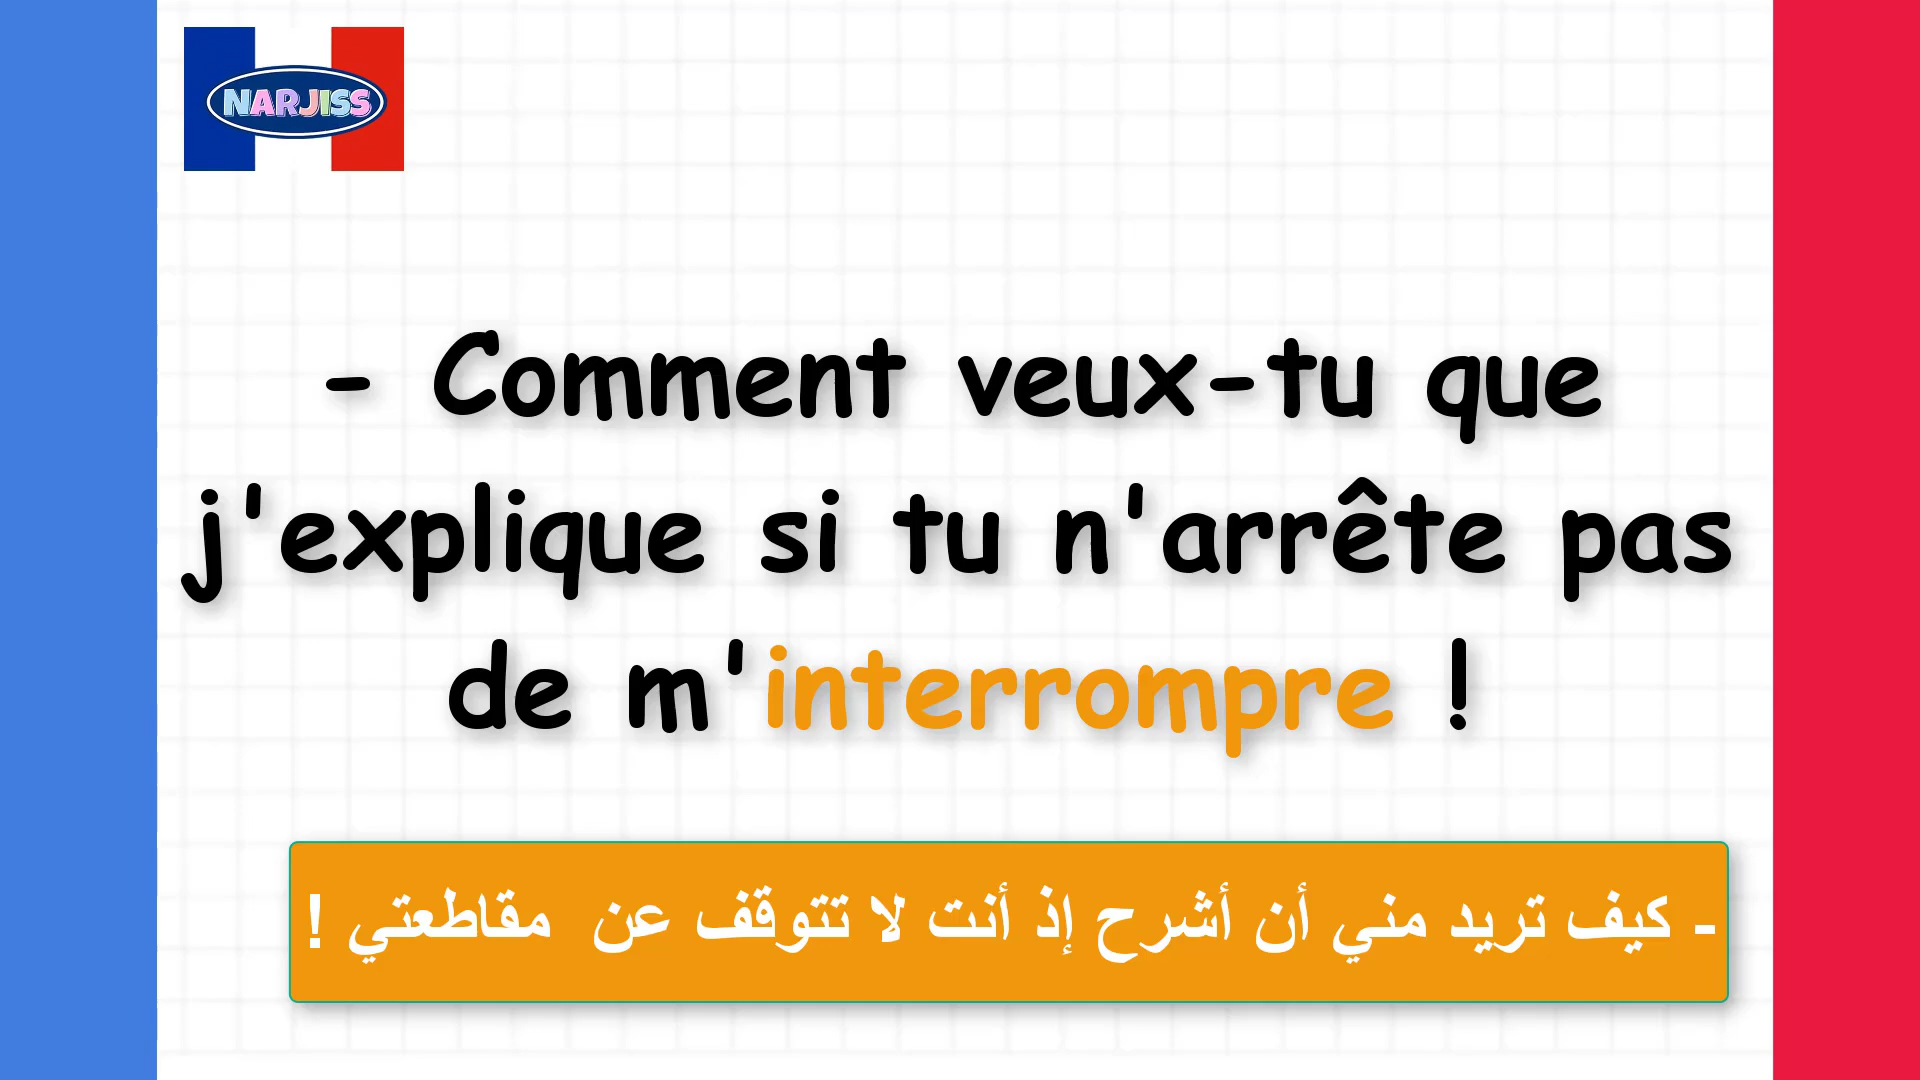 NARJISS
- Comment veux-tu que
j'explique si tu n'arrête pas
de m'interrompre !
- كيف تريد مني أن أشرح إذ أنت لا تتوقف عن مقاطعتي !